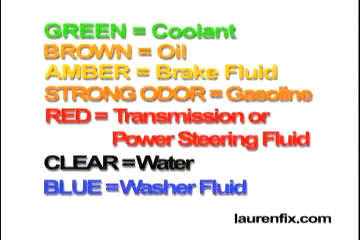 GREEN = Coolant
BROWN = Oil
AMBER = Brake Fluid
STRONG ODOR = Gasoline
RED = Transmission or
Power Steering Fluid
CLEAR = Water
BLUE = Washer Fluid
laurenfix.com